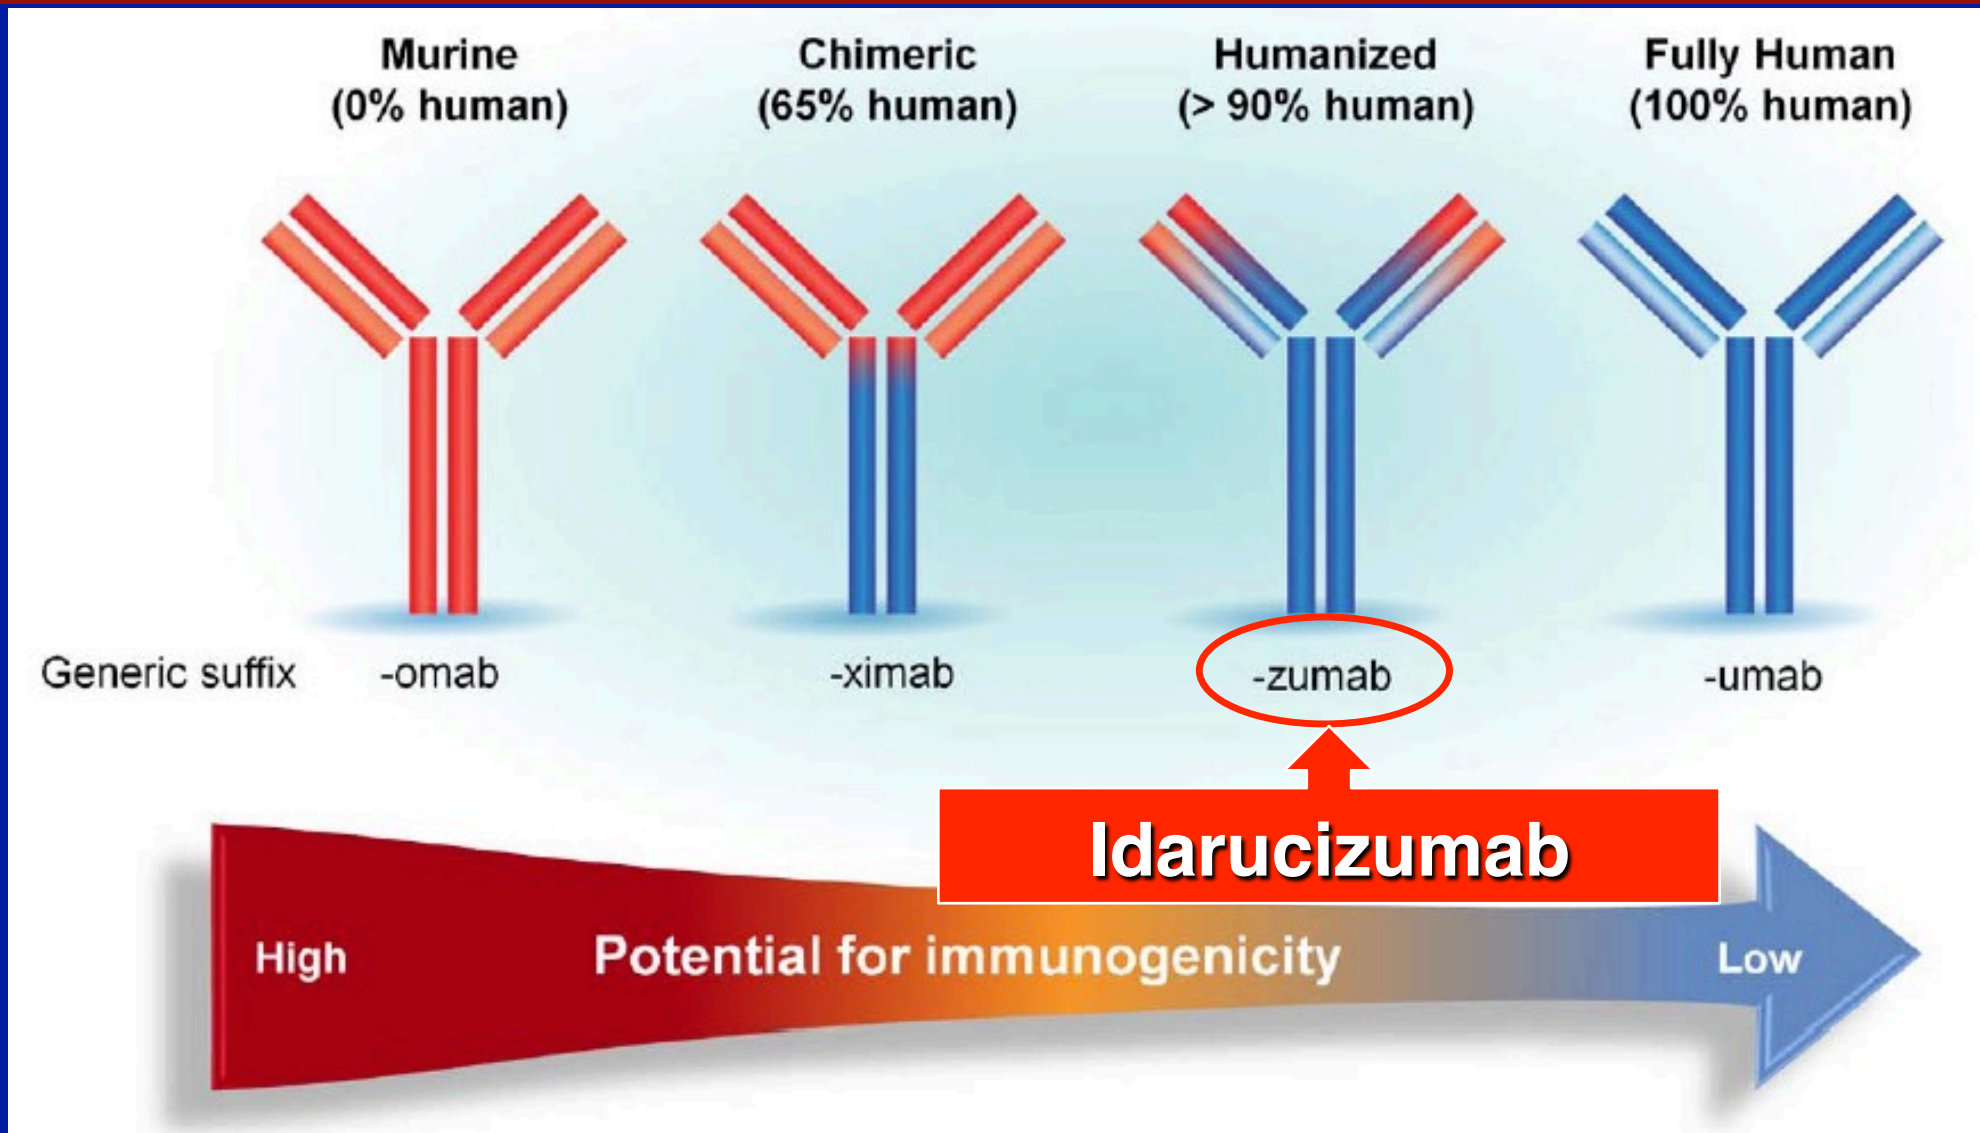 Murine
(0% human)
Chimeric
(65% human)
Humanized
(> 90% human)
Fully Human
(100% human)
Generic suffix
-omab
-ximab
-zumab
-umab
Idarucizumab
High
Potential for immunogenicity
Low